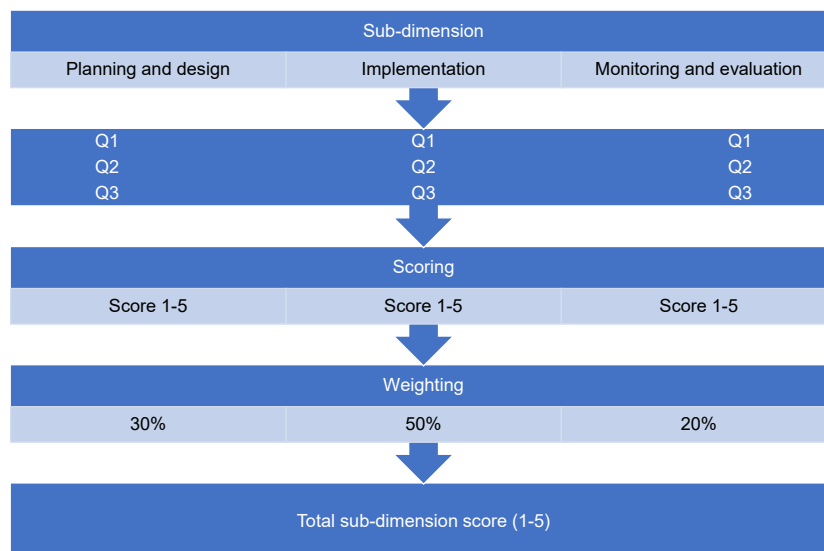 Sub-dimension
Planning and design Implementation Monitoring and evaluation
Q1 Q1 Q1
Q2 Q2 Q2
Q3 Q3 Q3
Scoring
Score 1-5 Score 1-5 Score 1-5
Weighting
30% 50% 20%
Total sub-dimension score (1-5)